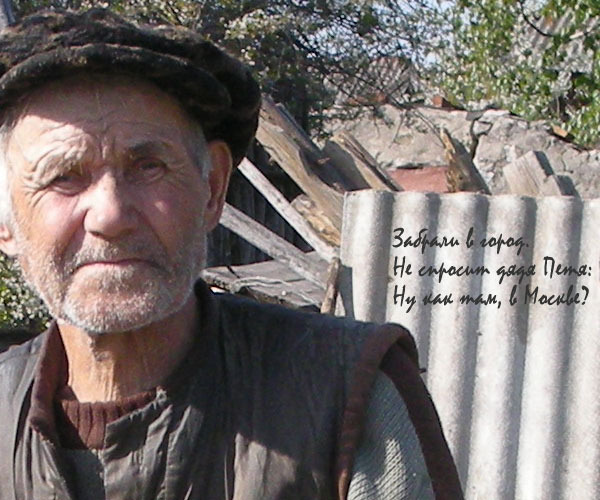 Забрали в город.
Не спросит дядя Петя:
Ну как там, в Москве?